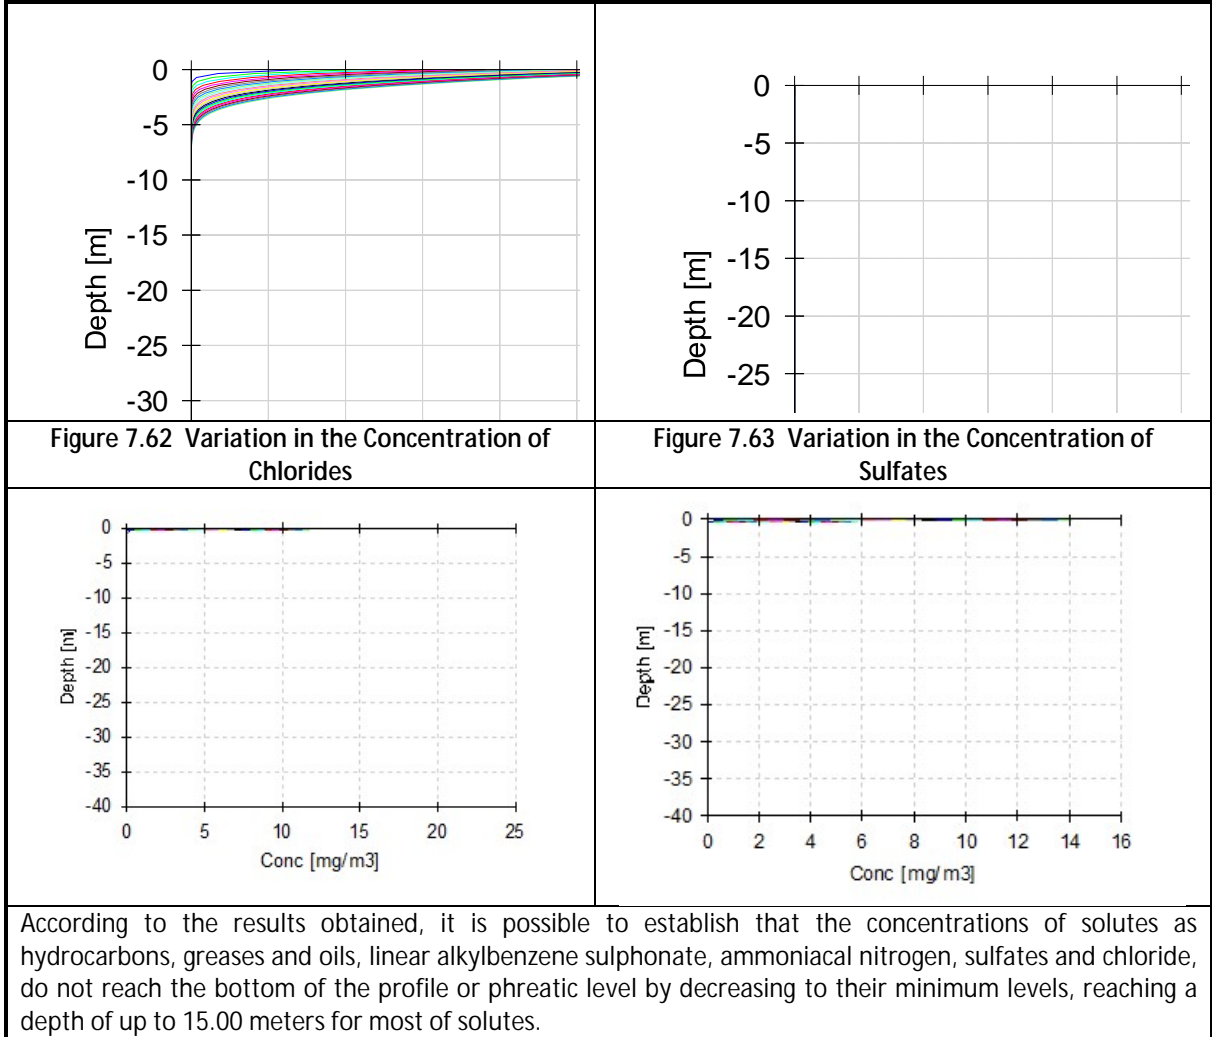 0
-5
-10
-15
-20
-25
-30
Depth [m]
0
-5
-10
-15
-20
-25
Depth [m]
Figure 7.62 Variation in the Concentration of
Chlorides
Figure 7.63 Variation in the Concentration of
Sulfates
0
-5
-10
-15
-20
-25
-30
-35
-40
Depth [m]
0 5 10 15 20 25
Conc [mg/m3]
0
-5
-10
-15
-20
-25
-30
-35
-40
Depth [m]
0 2 4 6 8 10 12 14 16
Conc [mg/m3]
According to the results obtained, it is possible to establish that the concentrations of solutes as
hydrocarbons, greases and oils, linear alkylbenzene sulphonate, ammoniacal nitrogen, sulfates and chloride,
do not reach the bottom of the profile or phreatic level by decreasing to their minimum levels, reaching a
depth of up to 15.00 meters for most of solutes.